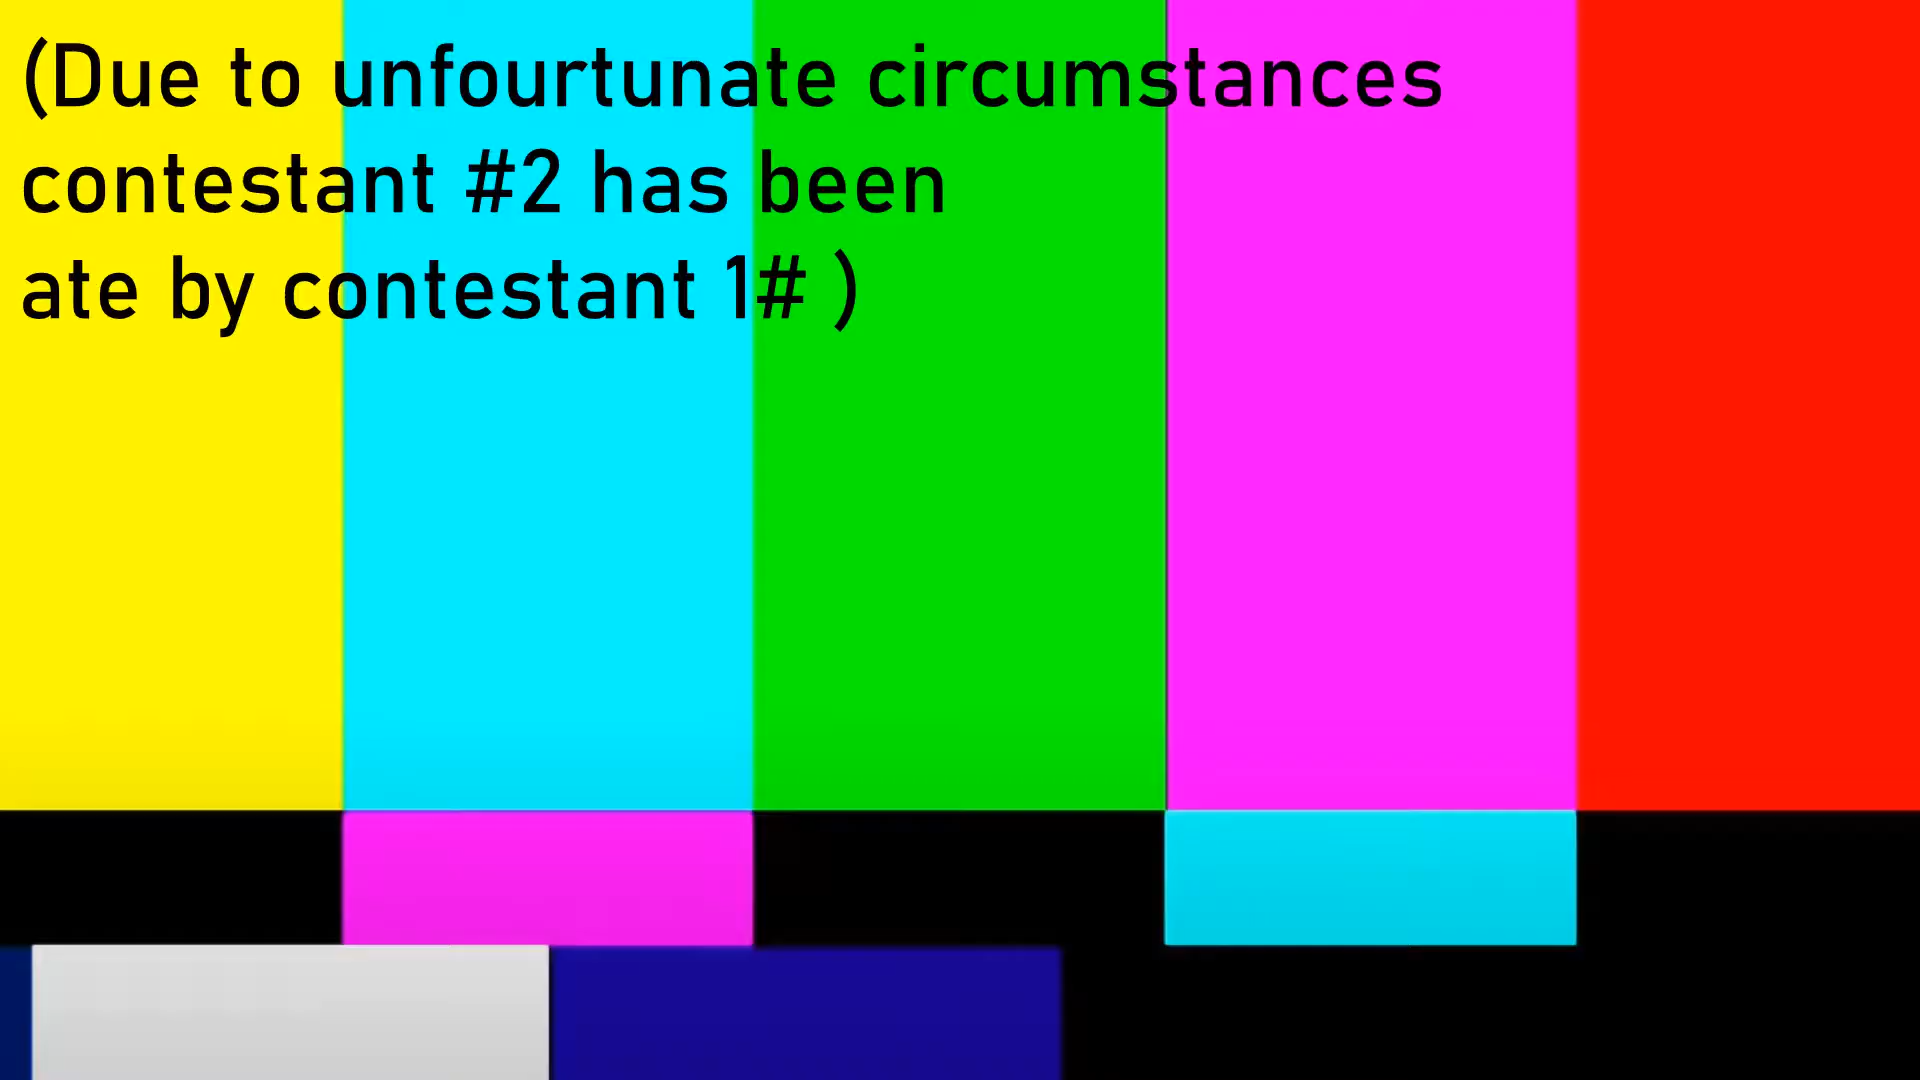 (Due to unfourtunate circumstances
contestant #2 has been
ate by contestant 1# )